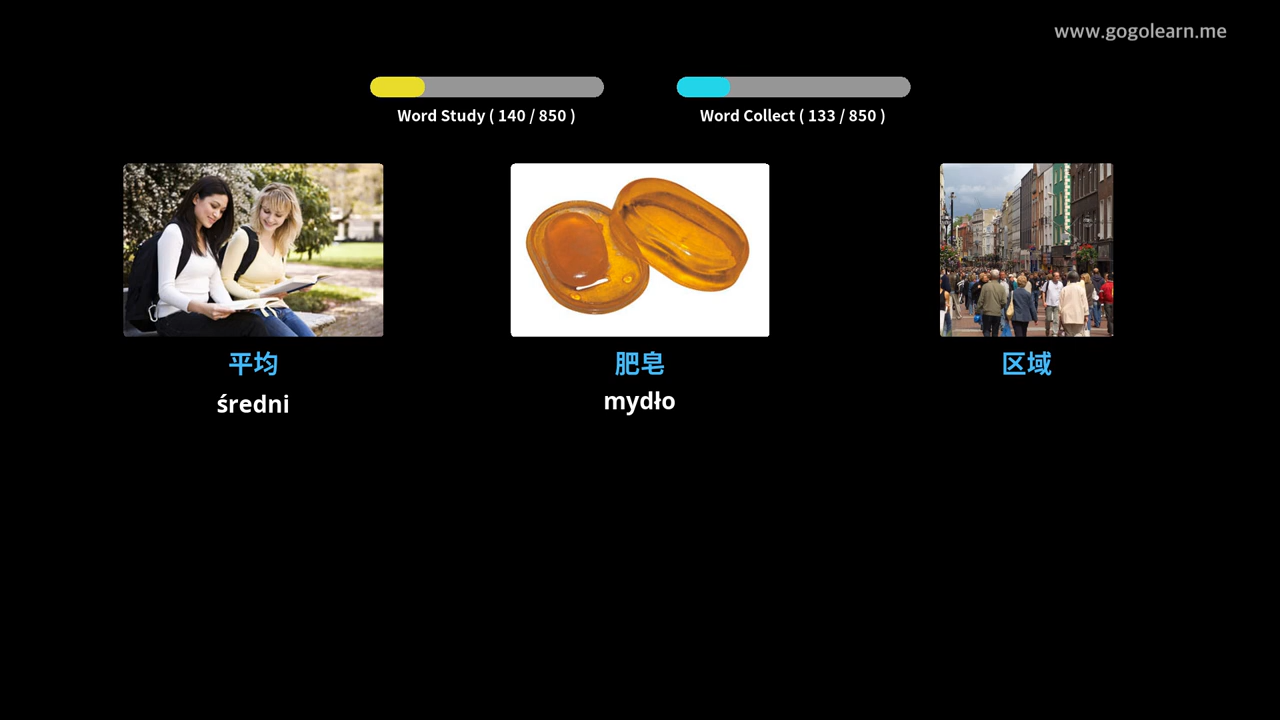 www.gogolearn.me
Word Study ( 140 / 850 )
Word Collect ( 133 / 850 )
平均
肥皂
区域
średni
mydło